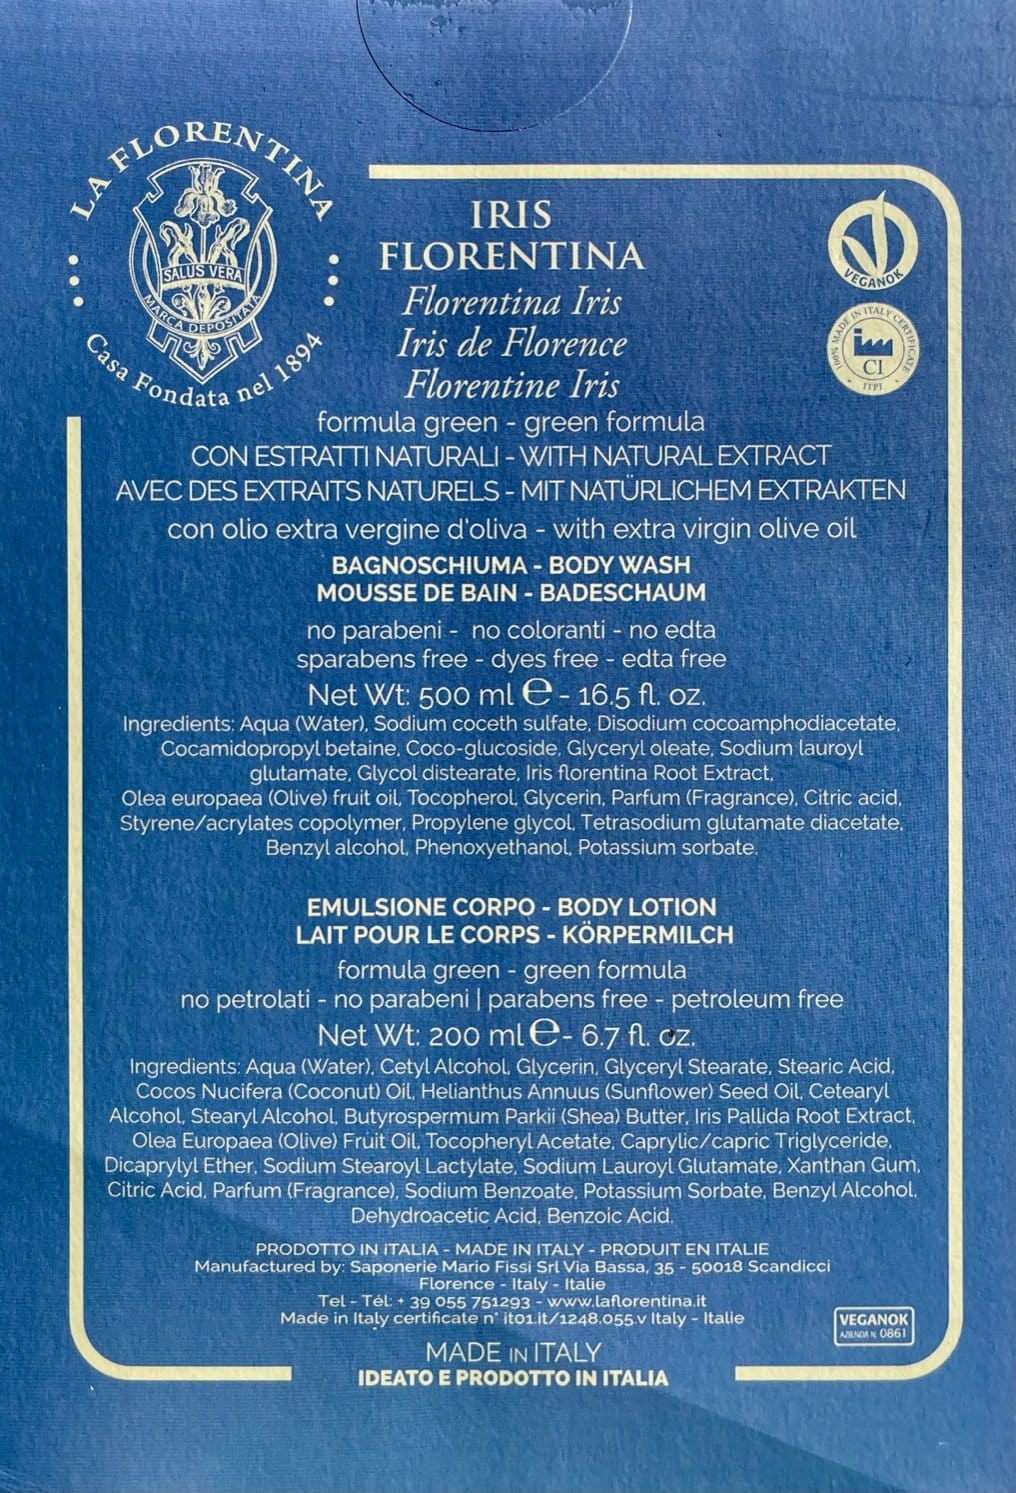 LA FLORENTINA
SALUS VERA
MARCA DEPOSITATA
Casa Fondata nel 1894
IRIS
FLORENTINA
Florentina Iris
Iris de Florence
Florentine Iris
VEGANOK
100% MADE IN ITALY CERTIFICATE
CI
ITPI
formula green - green formula
CON ESTRATTI NATURALI - WITH NATURAL EXTRACT
AVEC DES EXTRAITS NATURELS - MIT NATÜRLICHEM EXTRAKTEN
con olio extra vergine d'oliva - with extra virgin olive oil
BAGNOSCHIUMA - BODY WASH
MOUSSE DE BAIN - BADESCHAUM
no parabeni - no coloranti - no edta
sparabens free - dyes free - edta free
Net Wt: 500 ml ℮ - 16.5 fl. oz.
Ingredients: Aqua (Water), Sodium coceth sulfate, Disodium cocoamphodiacetate,
Cocamidopropyl betaine, Coco-glucoside, Glyceryl oleate, Sodium lauroyl
glutamate, Glycol distearate, Iris florentina Root Extract,
Olea europaea (Olive) fruit oil, Tocopherol, Glycerin, Parfum (Fragrance), Citric acid,
Styrene/acrylates copolymer, Propylene glycol, Tetrasodium glutamate diacetate,
Benzyl alcohol, Phenoxyethanol, Potassium sorbate.
EMULSIONE CORPO - BODY LOTION
LAIT POUR LE CORPS - KÖRPERMILCH
formula green - green formula
no petrolati - no parabeni | parabens free - petroleum free
Net Wt: 200 ml ℮ - 6.7 fl. oz.
Ingredients: Aqua (Water), Cetyl Alcohol, Glycerin, Glyceryl Stearate, Stearic Acid,
Cocos Nucifera (Coconut) Oil, Helianthus Annuus (Sunflower) Seed Oil, Cetearyl
Alcohol, Stearyl Alcohol, Butyrospermum Parkii (Shea) Butter, Iris Pallida Root Extract,
Olea Europaea (Olive) Fruit Oil, Tocopheryl Acetate, Caprylic/capric Triglyceride,
Dicaprylyl Ether, Sodium Stearoyl Lactylate, Sodium Lauroyl Glutamate, Xanthan Gum,
Citric Acid, Parfum (Fragrance), Sodium Benzoate, Potassium Sorbate, Benzyl Alcohol,
Dehydroacetic Acid, Benzoic Acid.
PRODOTTO IN iTALIA - MADE IN ITALY - PRODUIT EN ITALIE
Manufactured by: Saponerie Mario Fissi Srl Via Bassa, 35 - 50018 Scandicci
Florence - Italy - Italie
Tel - Tél: + 39 055 751293 - www.laflorentina.it
Made in Italy certificate n° it01.it/1248.055.v Italy - Italie
VEGANOK
AZIENDA N. 0861
MADE IN ITALY
IDEATO E PRODOTTO IN ITALIA